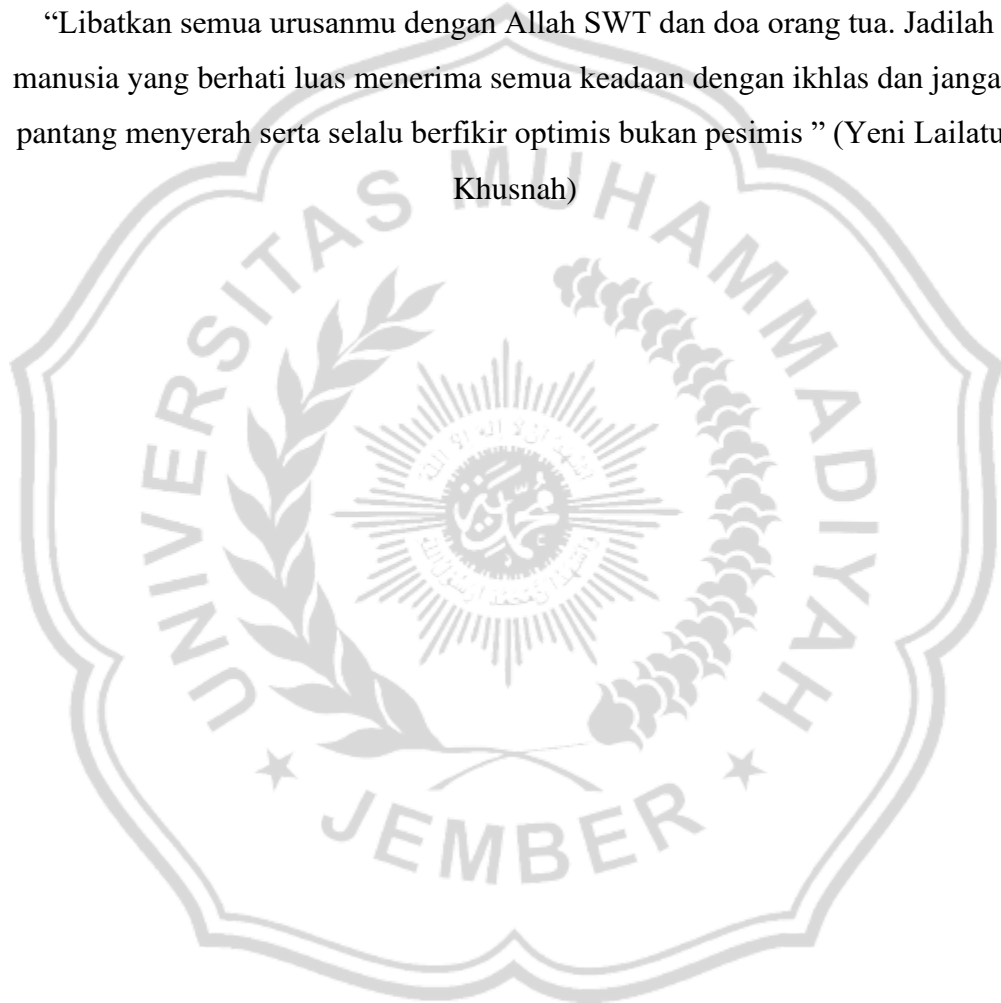 “Libatkan semua urusanmu dengan Allah SWT dan doa orang tua. Jadilah
manusia yang berhati luas menerima semua keadaan dengan ikhlas dan janga
pantang menyerah serta selalu berfikir optimis bukan pesimis ” (Yeni Lailatu
Khusnah)
UNIVERSITAS MUHAMMADIYAH
JEMBER